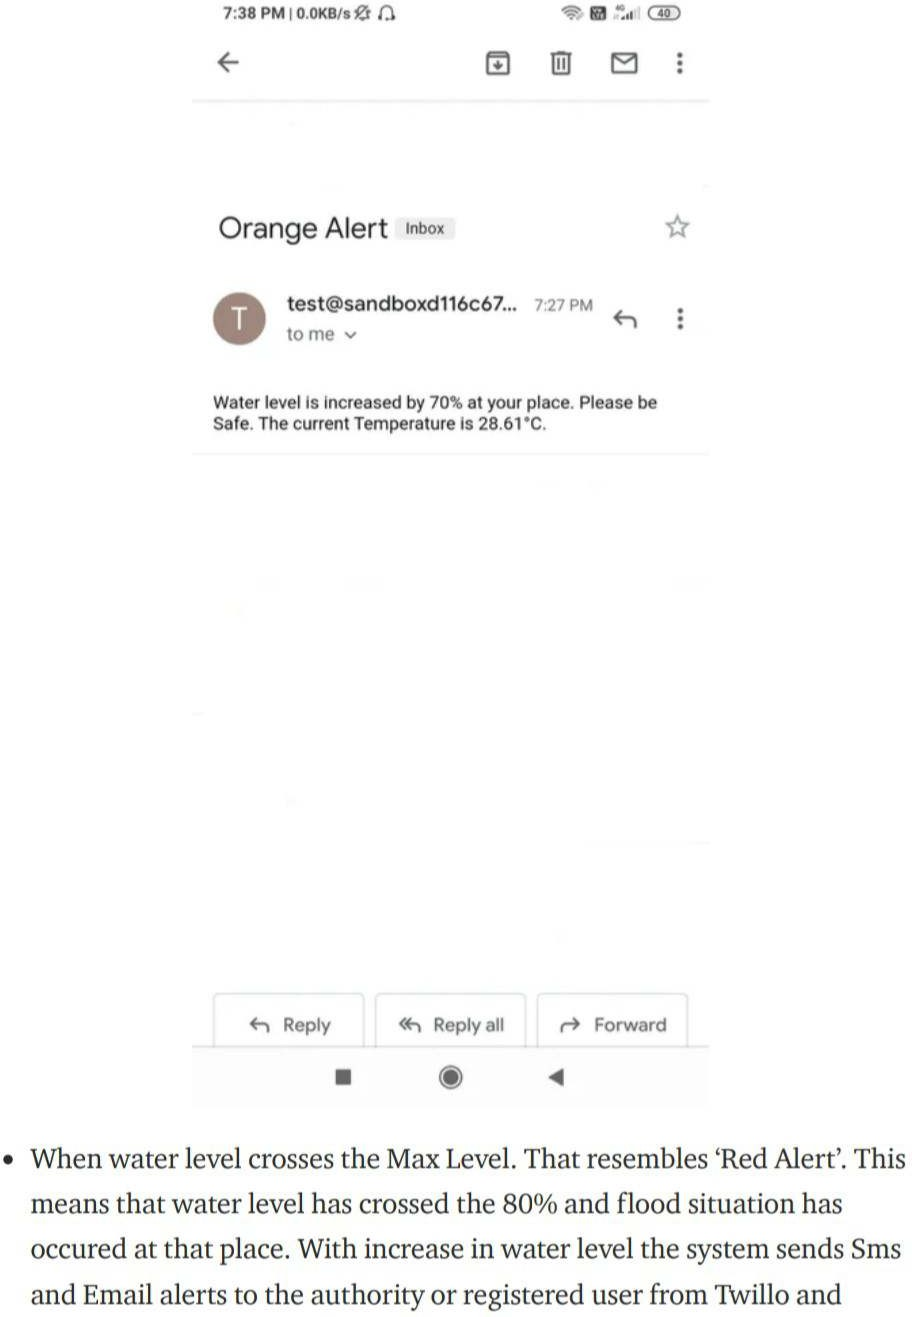 7:38 PM | 0.0KB/s
4G 40
Orange Alert Inbox
T
test@sandboxd116c67... 7:27 PM
to me
Water level is increased by 70% at your place. Please be
Safe. The current Temperature is 28.61°C.
Reply Reply all Forward
• When water level crosses the Max Level. That resembles ‘Red Alert’. This
means that water level has crossed the 80% and flood situation has
occured at that place. With increase in water level the system sends Sms
and Email alerts to the authority or registered user from Twillo and